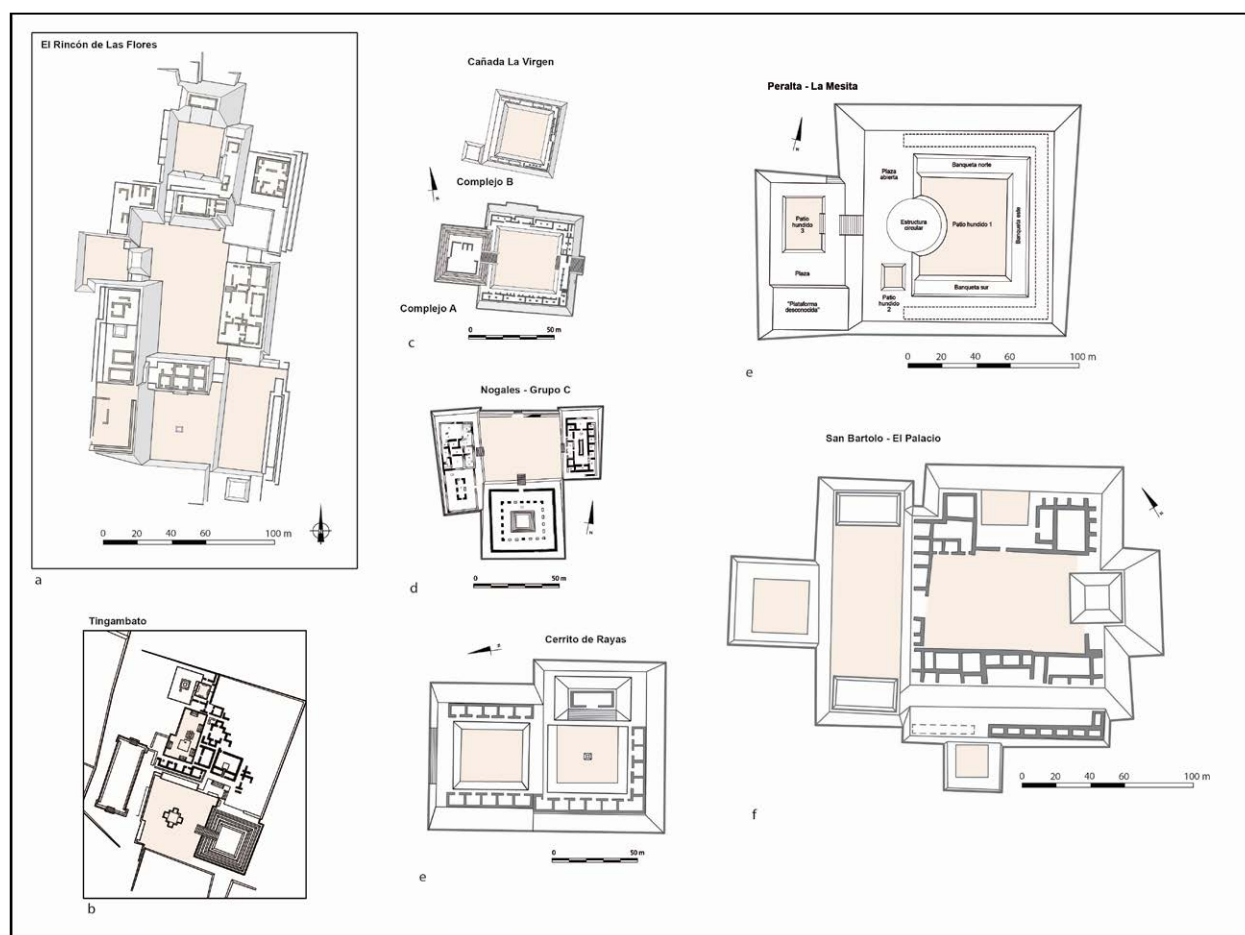 El Rincón de Las Flores
0 20 40 60 100 m
a
Tingambato
b
Cañada La Virgen
Complejo B
Complejo A
0 50 m
c
Nogales - Grupo C
N
0 50 m
d
Cerrito de Rayas
0 50 m
e
Peralta - La Mesita
N
Plaza
abierta
Banqueta norte
Patio
hundido
3
Estructura
circular
Patio hundido 1
Banqueta este
Plaza
Patio
hundido
2
Banqueta sur
"Plataforma
desconocida"
0 20 40 60 100 m
e
San Bartolo - El Palacio
0 20 40 60 100 m
f